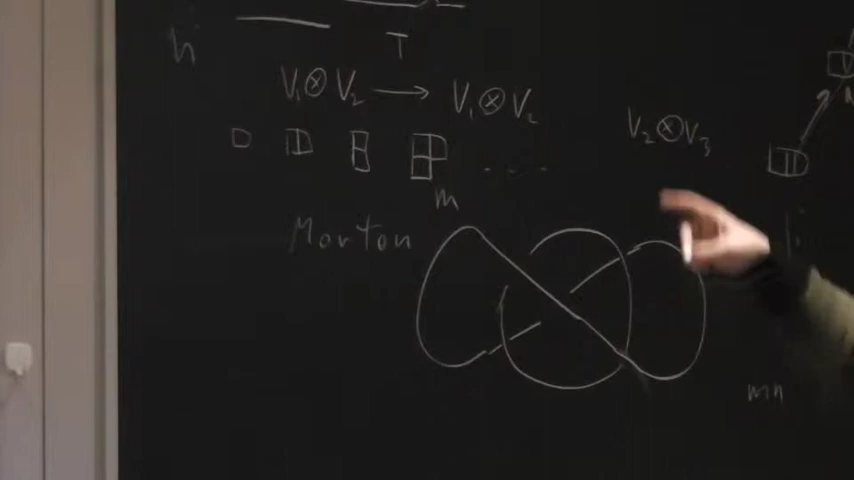 h
T
V₁⊗V₂ → V₁⊗V₂
V₂⊗V₃
....
m
Morton
mn